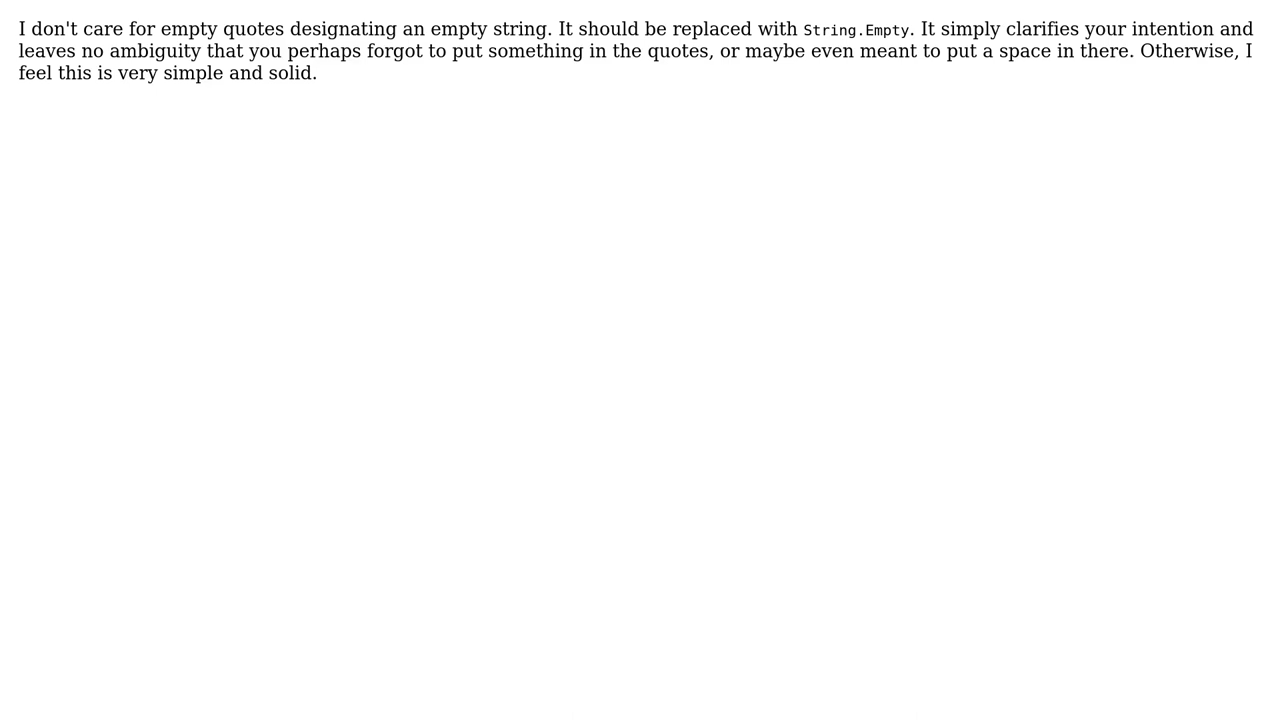 I don't care for empty quotes designating an empty string. It should be replaced with String.Empty. It simply clarifies your intention and
leaves no ambiguity that you perhaps forgot to put something in the quotes, or maybe even meant to put a space in there. Otherwise, I
feel this is very simple and solid.